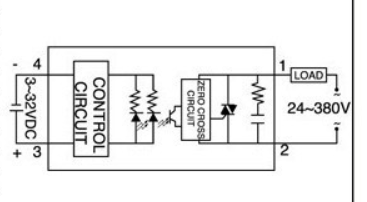 - 4
3~32VDC
+ 3
CONTROL
CIRCUIT
ZERO CROSS
CIRCUIT
1
LOAD
~
24~380V
~
2